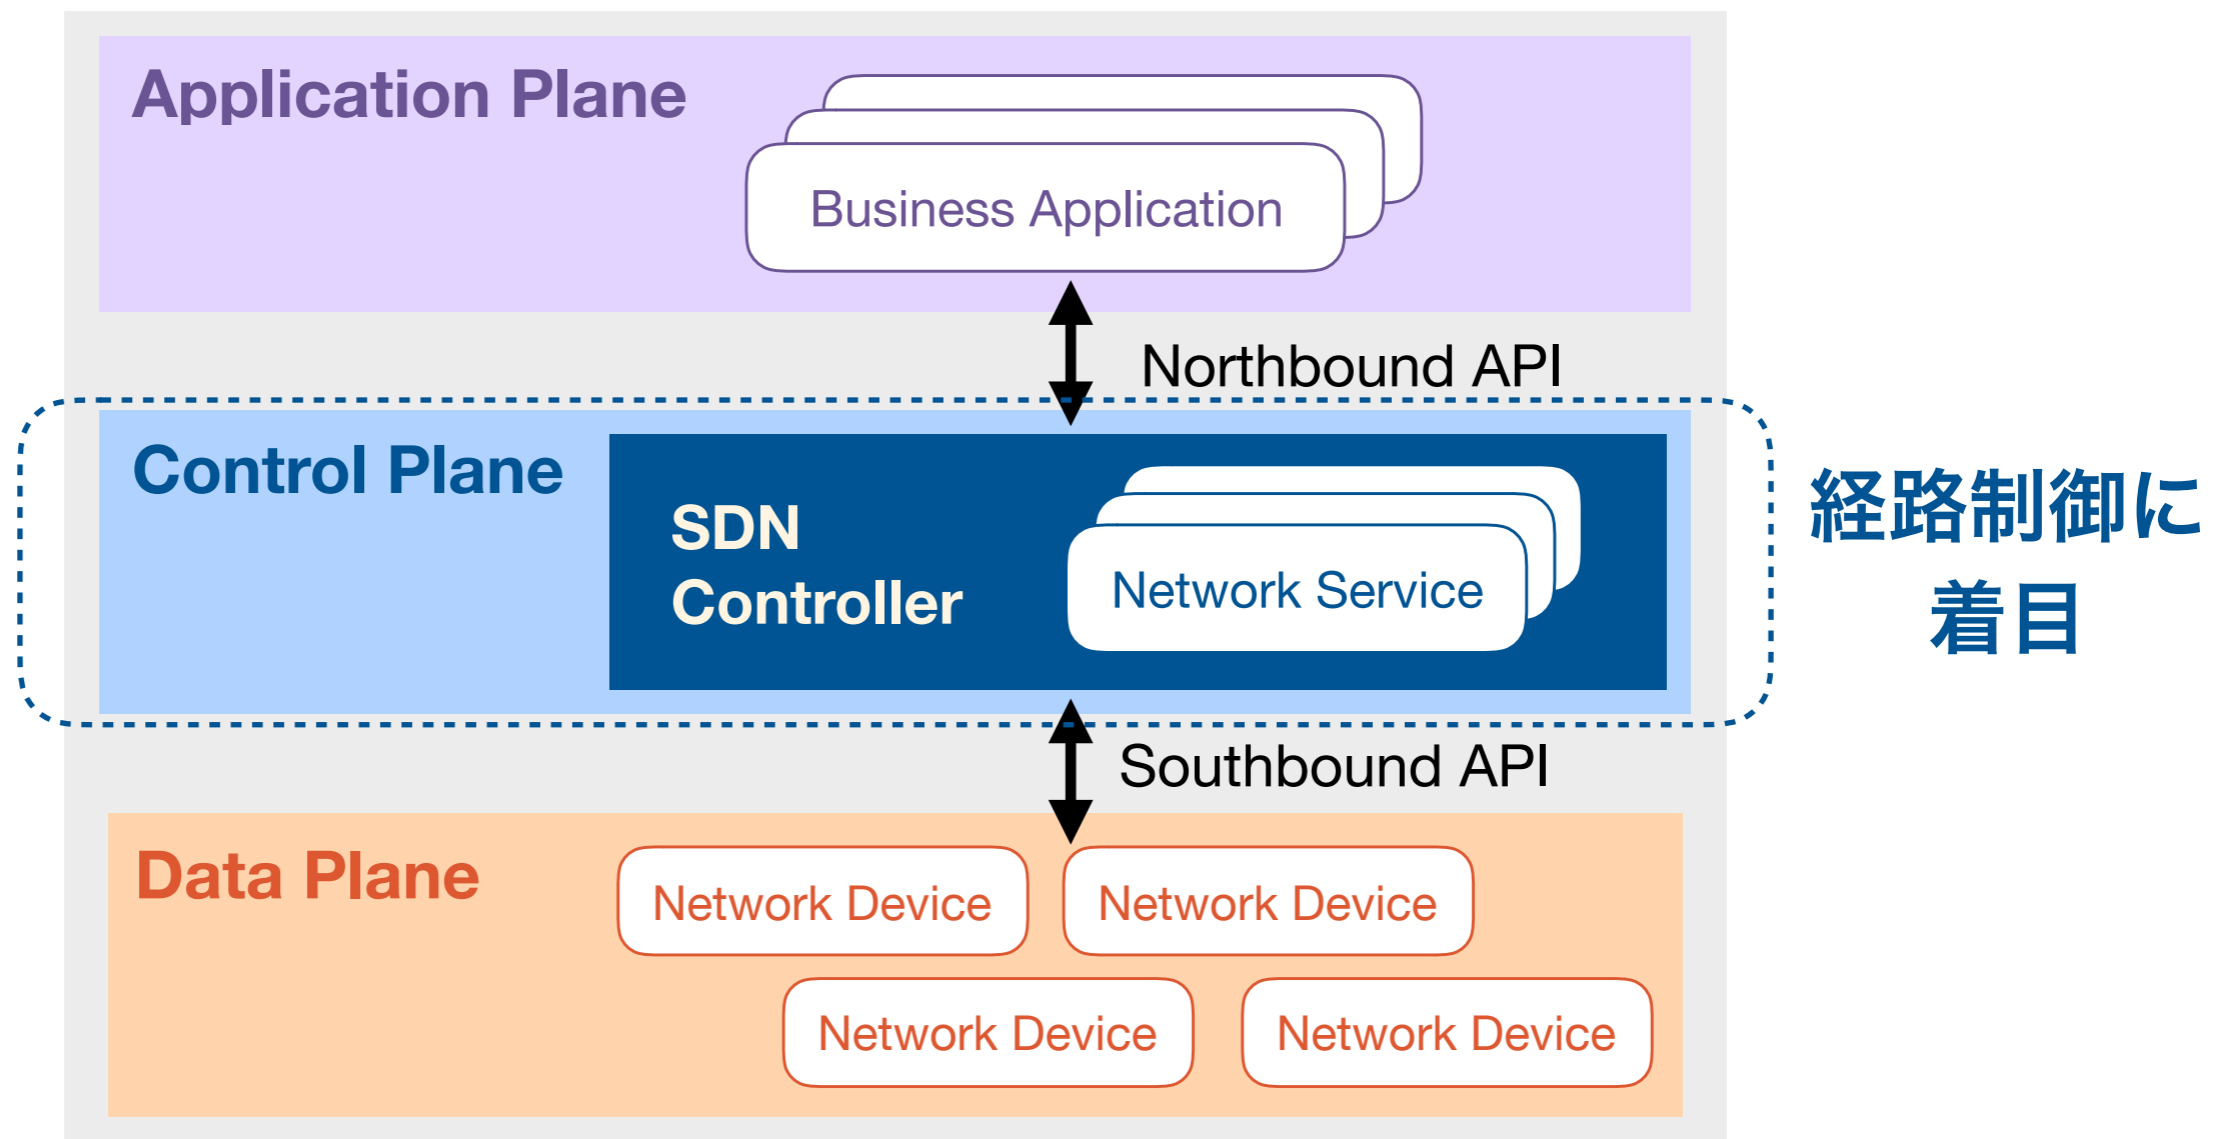 Application Plane
Business Application
Northbound API
Control Plane
SDN
Controller
Network Service
経路制御に
着目
Southbound API
Data Plane
Network Device
Network Device
Network Device
Network Device